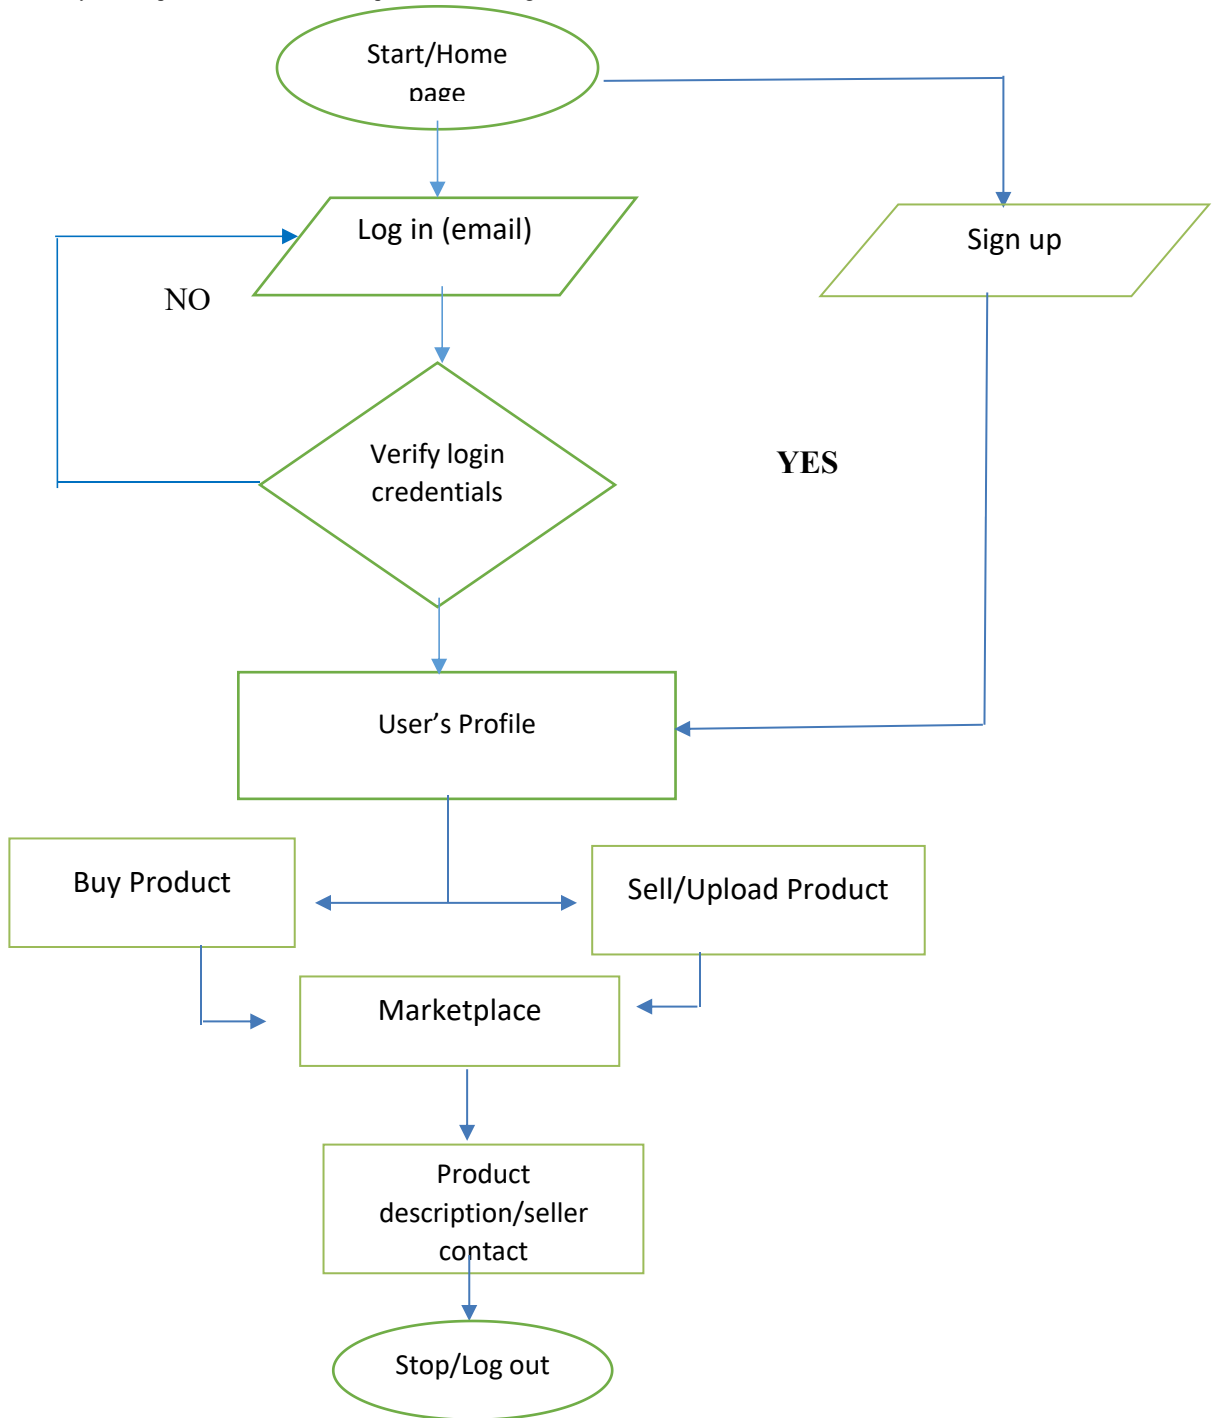 Start/Home
page
Log in (email)
Sign up
NO
Verify login
credentials
YES
User’s Profile
Buy Product
Sell/Upload Product
Marketplace
Product
description/seller
contact
Stop/Log out